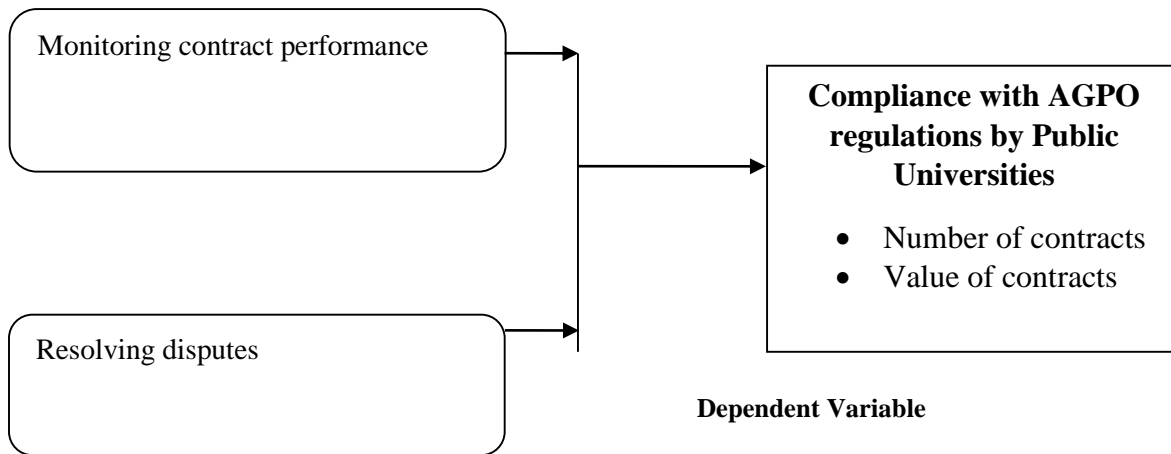 Monitoring contract performance
Compliance with AGPO
regulations by Public
Universities
• Number of contracts
• Value of contracts
Resolving disputes
Dependent Variable